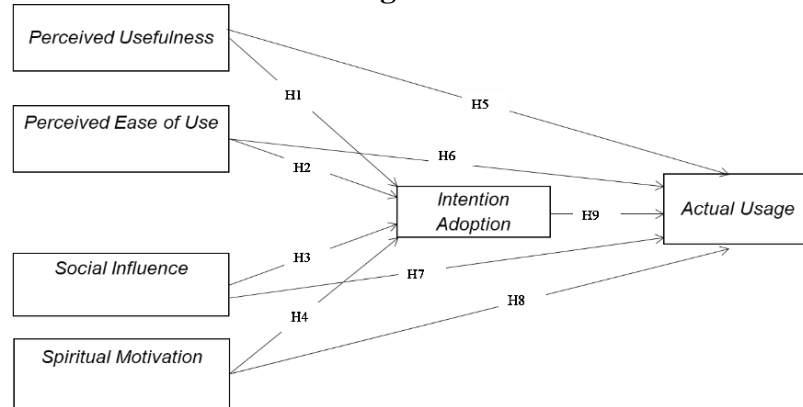 Perceived Usefulness
H1
H5
Perceived Ease of Use
H2
H6
Intention
Adoption
H9
Actual Usage
Social Influence
H3
H7
H4
H8
Spiritual Motivation